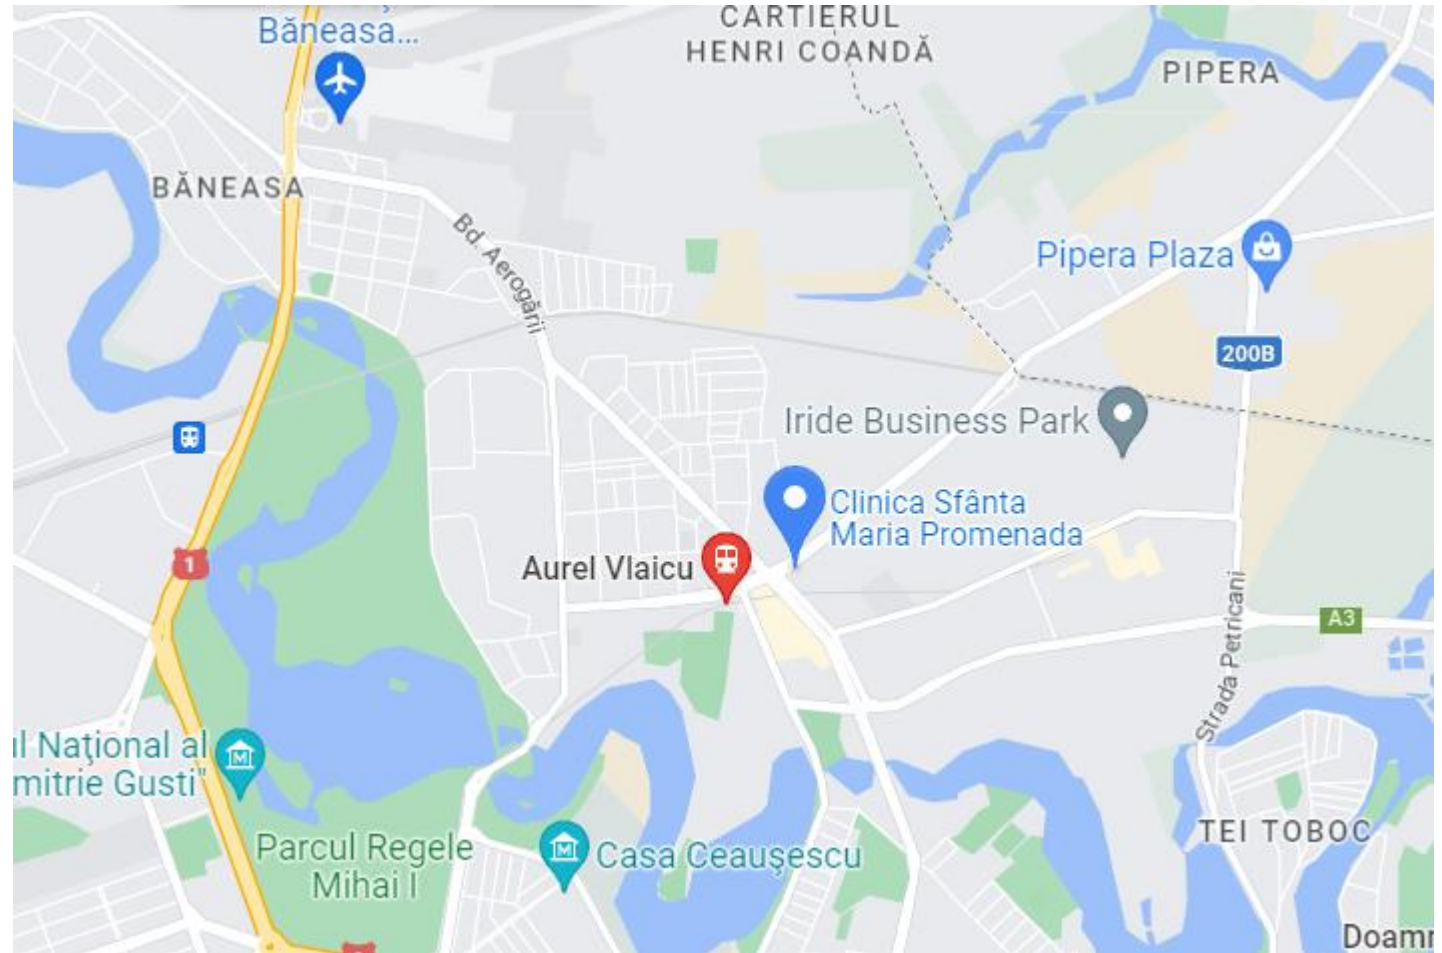 Băneasa...
CARTIERUL
HENRI COANDĂ
PIPERA
BĂNEASA
Bd. Aerogării
Pipera Plaza
200B
Iride Business Park
Clinica Sfânta
Maria Promenada
Aurel Vlaicu
1
A3
Strada Petricani
l Naţional al
mitrie Gusti"
Parcul Regele
Mihai I
Casa Ceauşescu
TEI TOBOC
Doamn